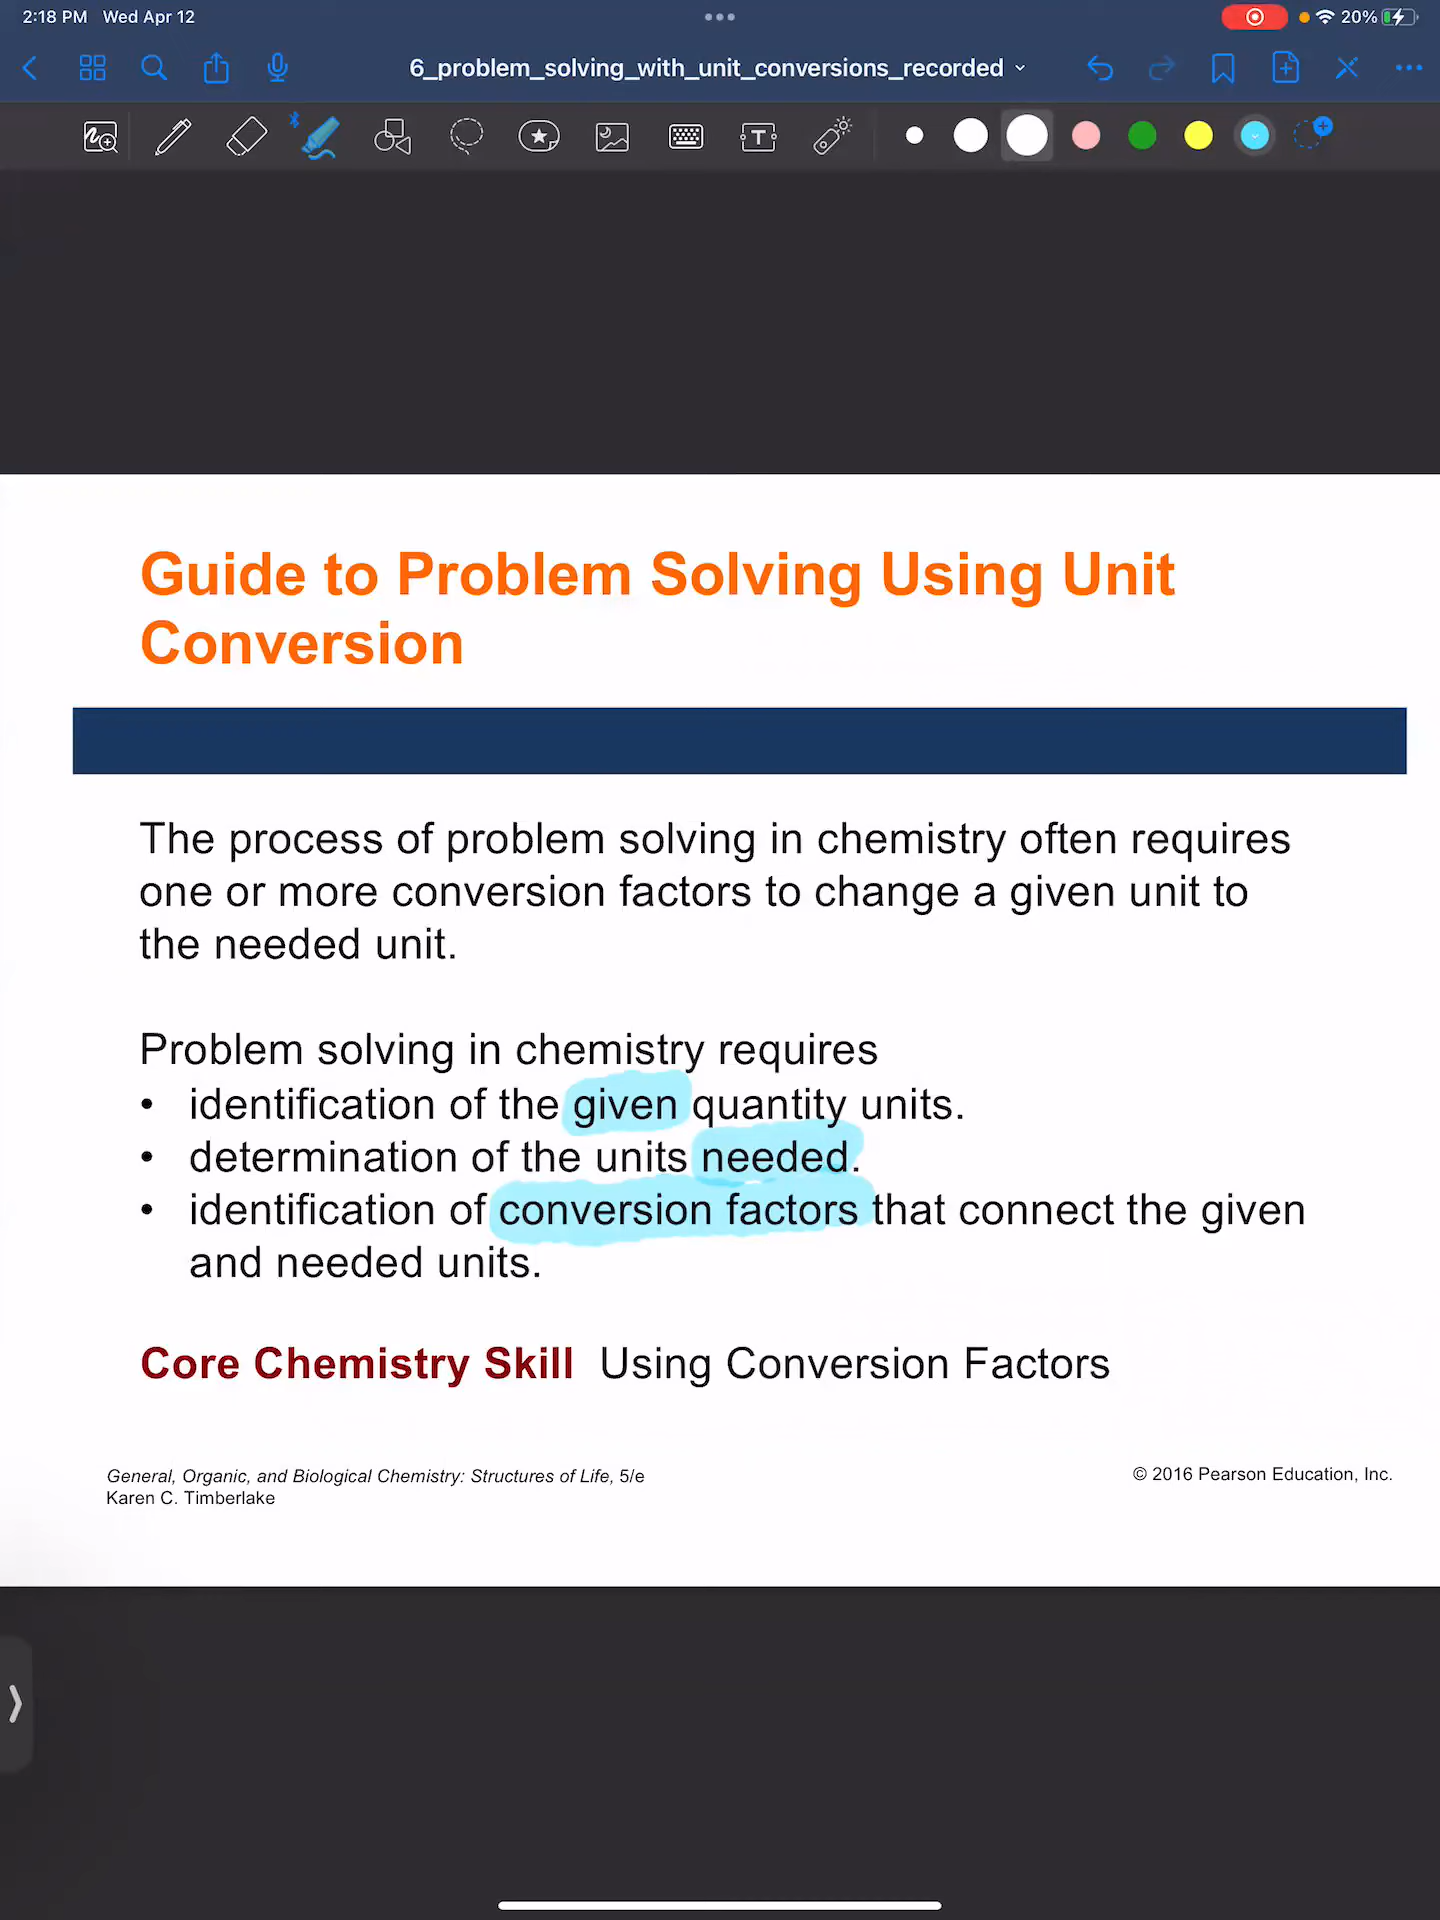 2:18 PM Wed Apr 12
20%
6_problem_solving_with_unit_conversions_recorded
T
Guide to Problem Solving Using Unit
Conversion
The process of problem solving in chemistry often requires
one or more conversion factors to change a given unit to
the needed unit.
Problem solving in chemistry requires
• identification of the given quantity units.
• determination of the units needed.
• identification of conversion factors that connect the given
and needed units.
Core Chemistry Skill Using Conversion Factors
General, Organic, and Biological Chemistry: Structures of Life, 5/e
Karen C. Timberlake
© 2016 Pearson Education, Inc.